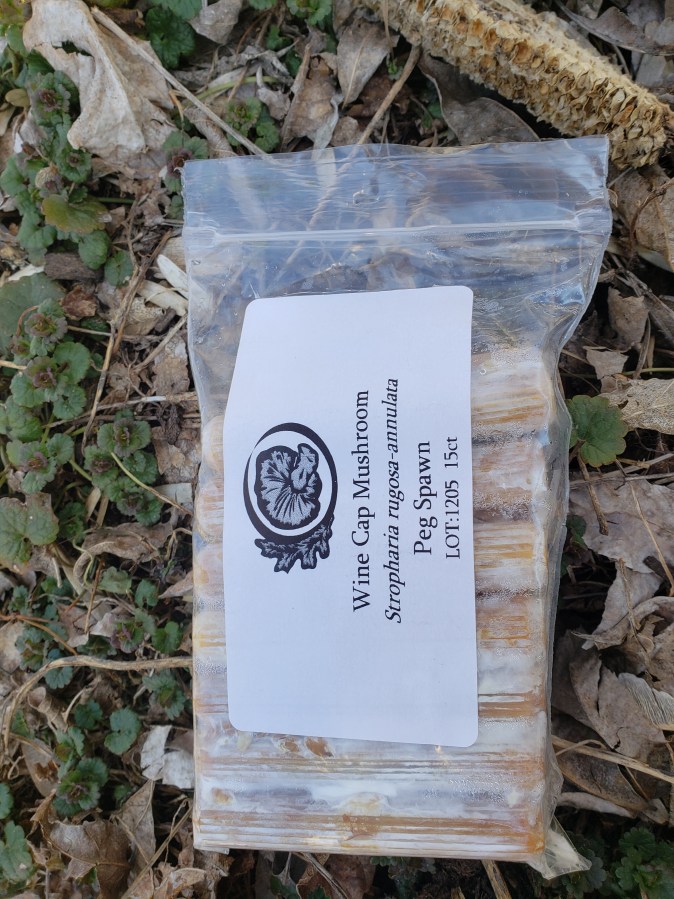 Wine Cap Mushroom
Stropharia rugosa-annulata
Peg Spawn
LOT:1205 15ct